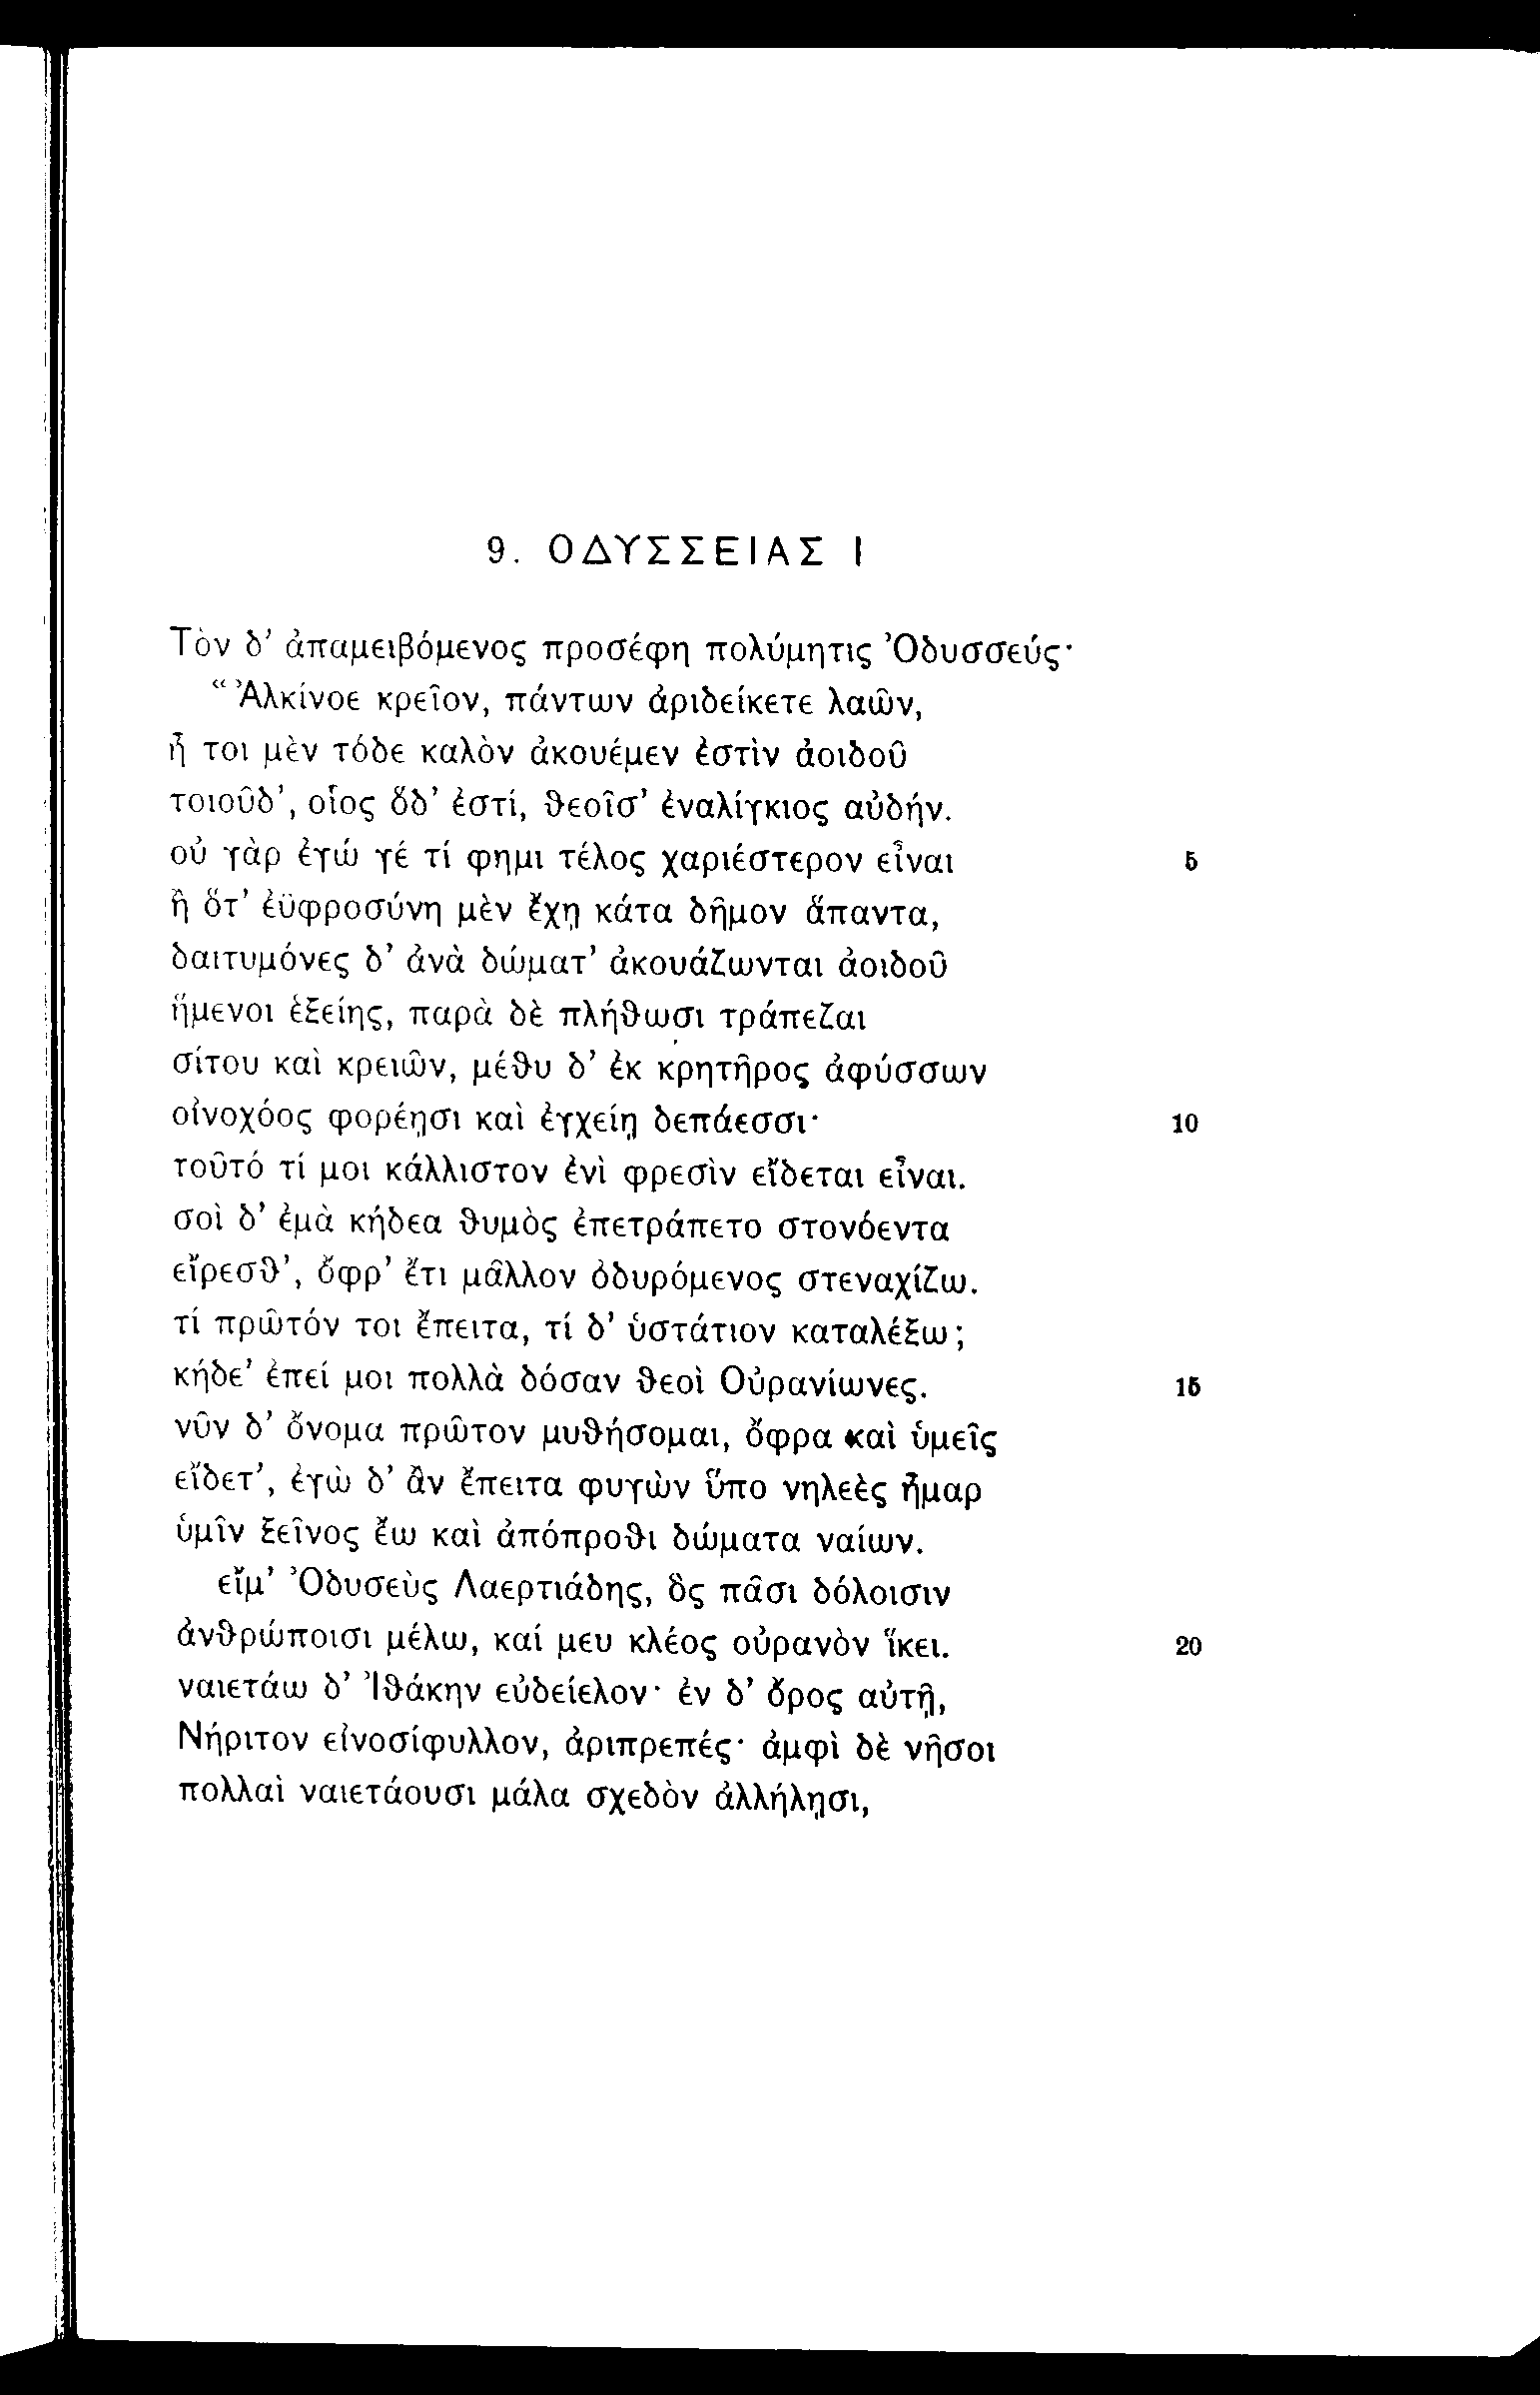 9. ΟΔΥΣΣΕΙΑΣ Ι
Τὸν δ’ ἀπαμειβόμενος προσέφη πολύμητις Ὀδυσσεύς·
“Ἀλκίνοε κρεῖον, πάντων ἀριδείκετε λαῶν,
ἦ τοι μὲν τόδε καλὸν ἀκουέμεν ἐστὶν ἀοιδοῦ
τοιοῦδ’, οἷος ὅδ’ ἐστί, θεοῖσ’ ἐναλίγκιος αὐδήν.
οὐ γὰρ ἐγώ γέ τί φημι τέλος χαριέστερον εἶναι 5
ἢ ὅτ’ ἐϋφροσύνη μὲν ἔχῃ κάτα δῆμον ἅπαντα,
δαιτυμόνες δ’ ἀνὰ δώματ’ ἀκουάζωνται ἀοιδοῦ
ἥμενοι ἑξείης, παρὰ δὲ πλήθωσι τράπεζαι
σίτου καὶ κρειῶν, μέθυ δ’ ἐκ κρητῆρος ἀφύσσων
οἰνοχόος φορέῃσι καὶ ἐγχείῃ δεπάεσσι· 10
τοῦτό τί μοι κάλλιστον ἐνὶ φρεσὶν εἴδεται εἶναι.
σοὶ δ’ ἐμὰ κήδεα θυμὸς ἐπετράπετο στονόεντα
εἴρεσθ’, ὄφρ’ ἔτι μᾶλλον ὀδυρόμενος στεναχίζω.
τί πρῶτόν τοι ἔπειτα, τί δ’ ὑστάτιον καταλέξω;
κήδε’ ἐπεί μοι πολλὰ δόσαν θεοὶ Οὐρανίωνες. 15
νῦν δ’ ὄνομα πρῶτον μυθήσομαι, ὄφρα καὶ ὑμεῖς
εἴδετ’, ἐγὼ δ’ ἂν ἔπειτα φυγὼν ὕπο νηλεὲς ἦμαρ
ὑμῖν ξεῖνος ἔω καὶ ἀπόπροθι δώματα ναίων.
εἴμ’ Ὀδυσεὺς Λαερτιάδης, ὃς πᾶσι δόλοισιν
ἀνθρώποισι μέλω, καί μευ κλέος οὐρανὸν ἵκει. 20
ναιετάω δ’ Ἰθάκην εὐδείελον· ἐν δ’ ὄρος αὐτῇ,
Νήριτον εἰνοσίφυλλον, ἀριπρεπές· ἀμφὶ δὲ νῆσοι
πολλαὶ ναιετάουσι μάλα σχεδὸν ἀλλήλῃσι,